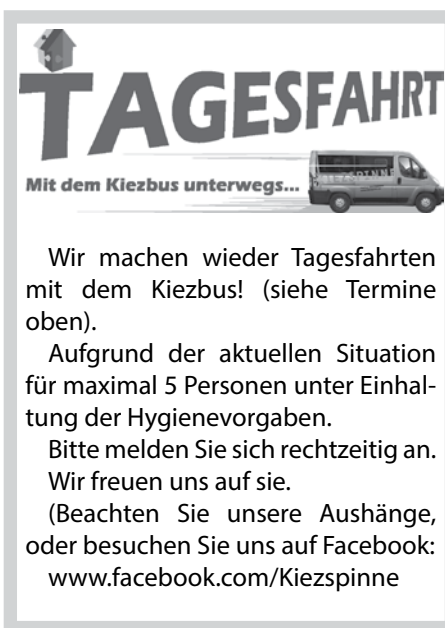 TAGESFAHRT
Mit dem Kiezbus unterwegs...
KIEZSPINNE
Wir machen wieder Tagesfahrten
mit dem Kiezbus! (siehe Termine
oben).
Aufgrund der aktuellen Situation
für maximal 5 Personen unter Einhal-
tung der Hygienevorgaben.
Bitte melden Sie sich rechtzeitig an.
Wir freuen uns auf sie.
(Beachten Sie unsere Aushänge,
oder besuchen Sie uns auf Facebook:
www.facebook.com/Kiezspinne